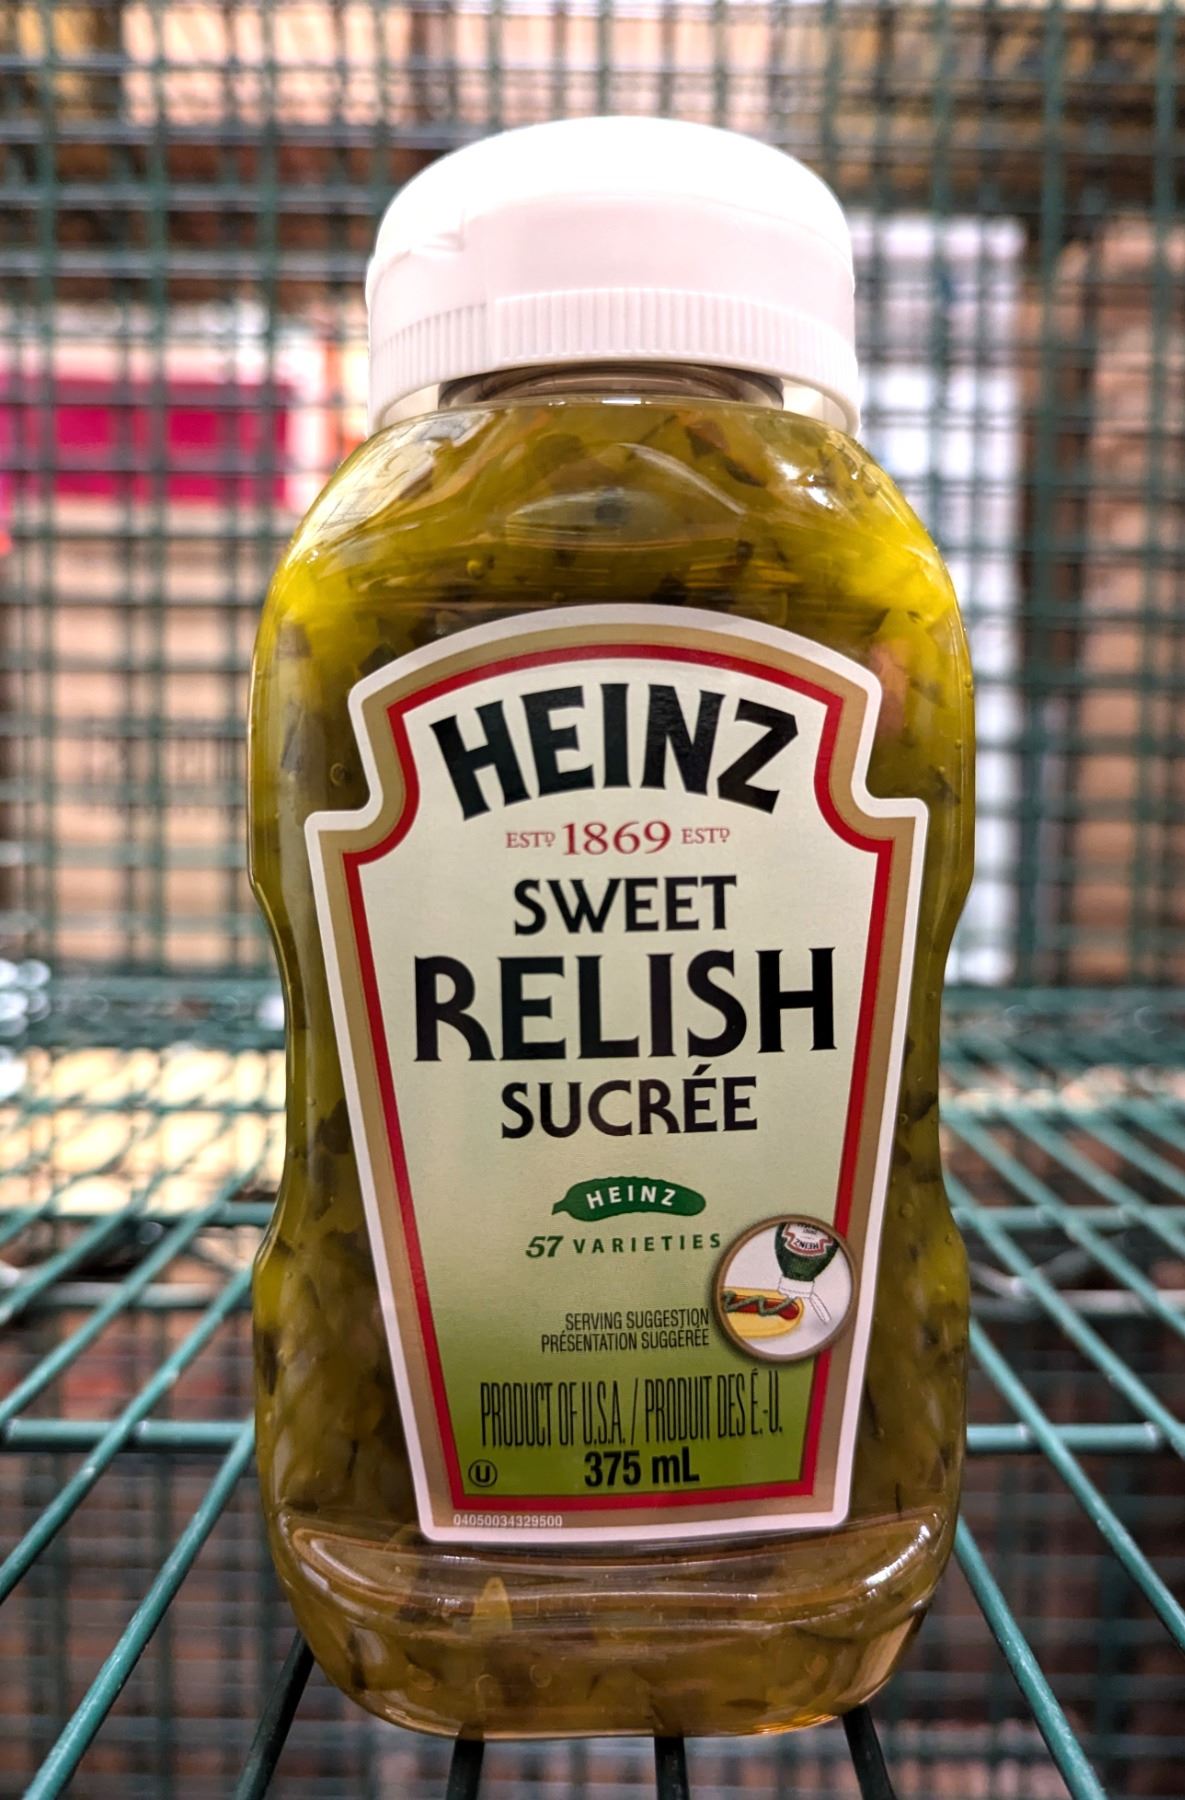 HEINZ
ESTD 1869 ESTD
SWEET
RELISH
SUCRÉE
HEINZ
57 VARIETIES
HEINZ
SERVING SUGGESTION
PRÉSENTATION SUGGÉRÉE
PRODUCT OF U.S.A. / PRODUIT DES É.-U.
U
375 mL
04050034329500